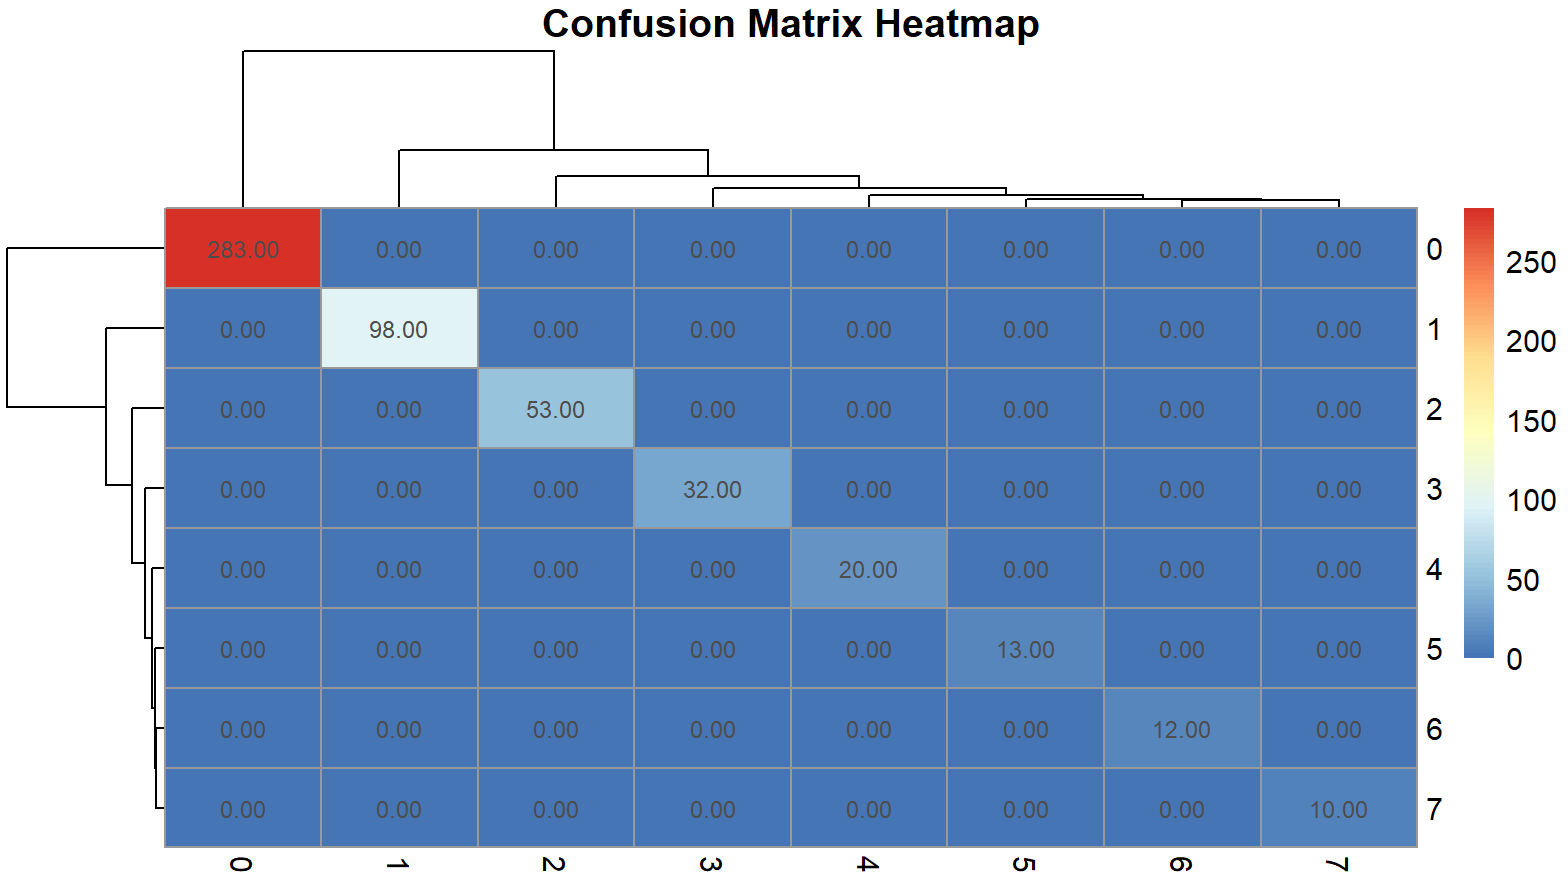 Confusion Matrix Heatmap
283.00 0.00 0.00 0.00 0.00 0.00 0.00 0.00 0
0.00 98.00 0.00 0.00 0.00 0.00 0.00 0.00 1
0.00 0.00 53.00 0.00 0.00 0.00 0.00 0.00 2
0.00 0.00 0.00 32.00 0.00 0.00 0.00 0.00 3
0.00 0.00 0.00 0.00 20.00 0.00 0.00 0.00 4
0.00 0.00 0.00 0.00 0.00 13.00 0.00 0.00 5
0.00 0.00 0.00 0.00 0.00 0.00 12.00 0.00 6
0.00 0.00 0.00 0.00 0.00 0.00 0.00 10.00 7
0 1 2 3 4 5 6 7
250
200
150
100
50
0